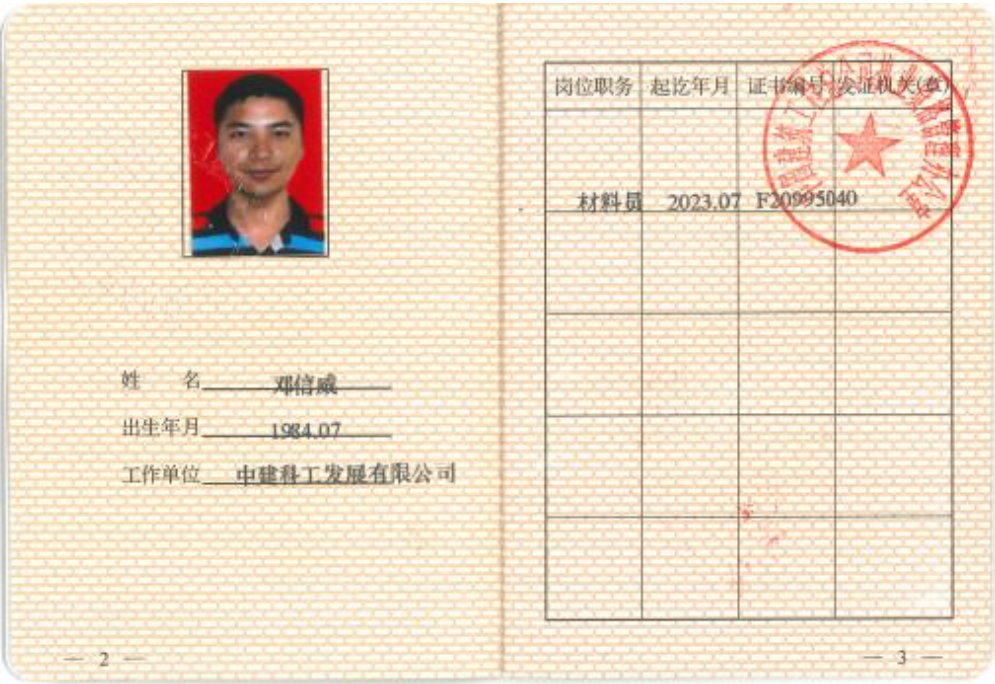 姓 名 邓信威
出生年月 1984.07
工作单位 中建科工发展有限公司
— 2 —
岗位职务 起讫年月 证书编号 发证机关(章)
材料员 2023.07 F20995040
— 3 —